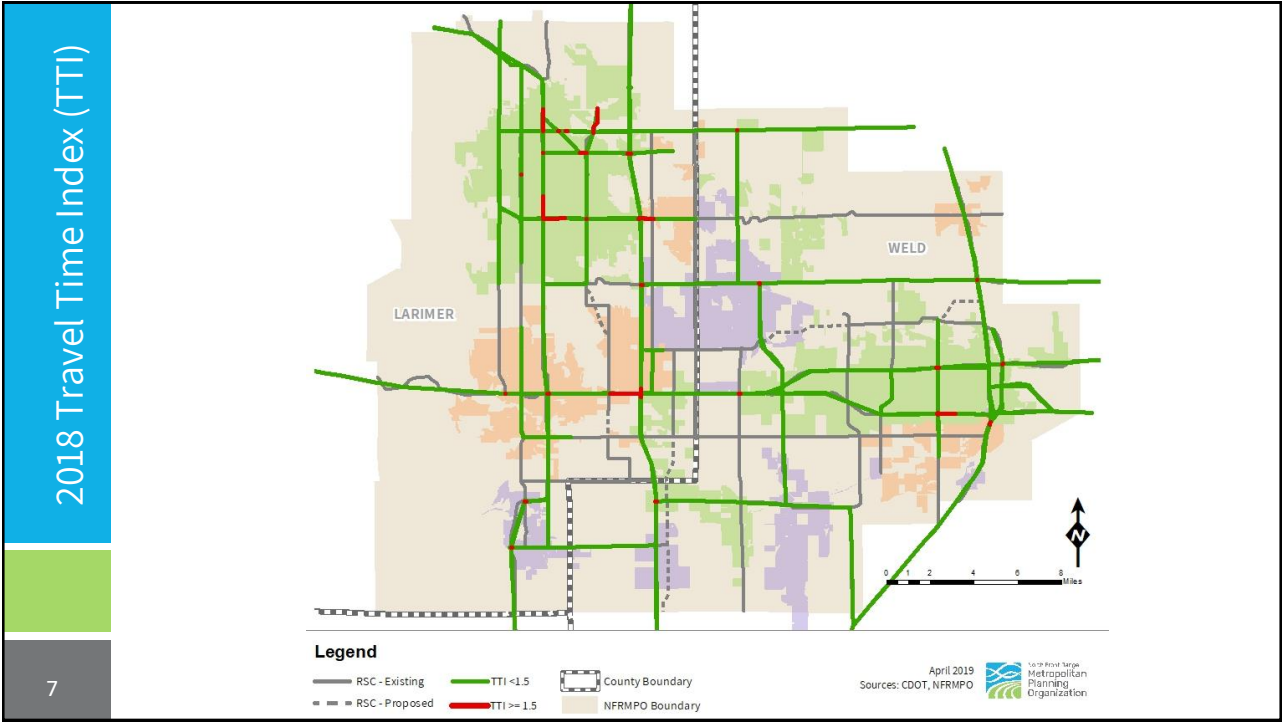 2018 Travel Time Index (TTI)
7
LARIMER
WELD
N
0 1 2 4 6 8
Miles
Legend
RSC - Existing
RSC - Proposed
TTI <1.5
TTI >= 1.5
County Boundary
NFRMPO Boundary
April 2019
Sources: CDOT, NFRMPO
North Front Range
Metropolitan
Planning
Organization